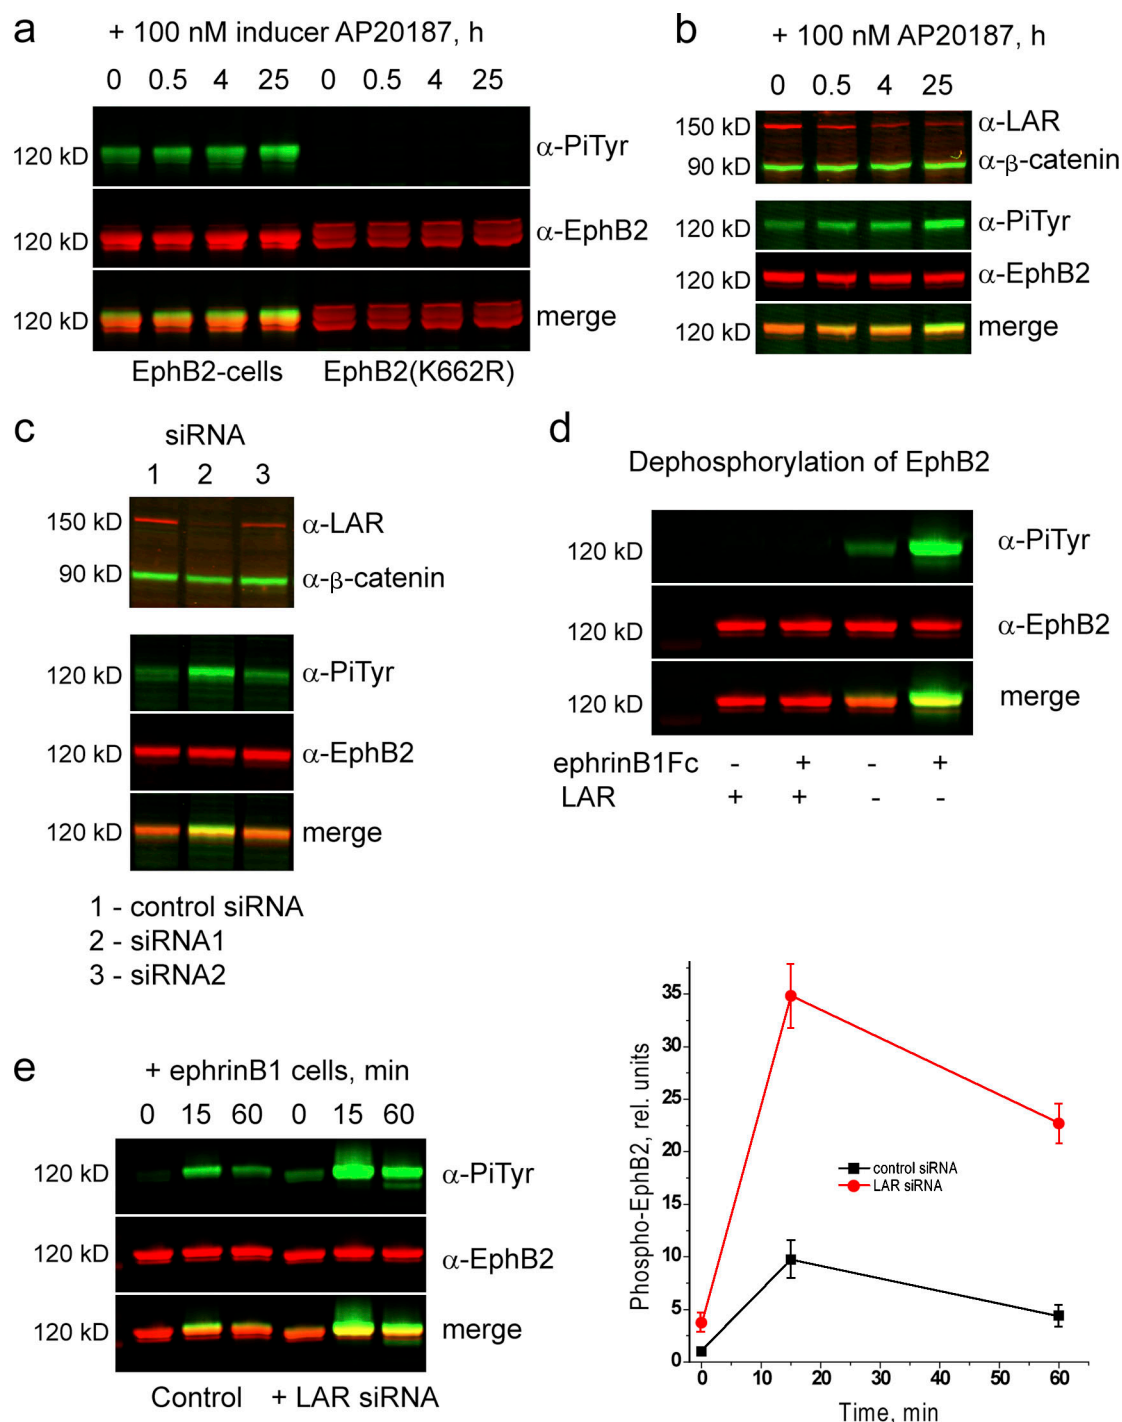 a
+ 100 nM inducer AP20187, h
0 0.5 4 25 0 0.5 4 25
120 kD α-PiTyr
120 kD α-EphB2
120 kD merge
EphB2-cells EphB2(K662R)
b
+ 100 nM AP20187, h
0 0.5 4 25
150 kD α-LAR
90 kD α-β-catenin
120 kD α-PiTyr
120 kD α-EphB2
120 kD merge
c
siRNA
1 2 3
150 kD α-LAR
90 kD α-β-catenin
120 kD α-PiTyr
120 kD α-EphB2
120 kD merge
1 - control siRNA
2 - siRNA1
3 - siRNA2
d
Dephosphorylation of EphB2
120 kD α-PiTyr
120 kD α-EphB2
120 kD merge
ephrinB1Fc - + - +
LAR + + - -
e
+ ephrinB1 cells, min
0 15 60 0 15 60
120 kD α-PiTyr
120 kD α-EphB2
120 kD merge
Control + LAR siRNA
Phospho-EphB2, rel. units
35
30
25
20
15
10
5
0
control siRNA
LAR siRNA
0 10 20 30 40 50 60
Time, min